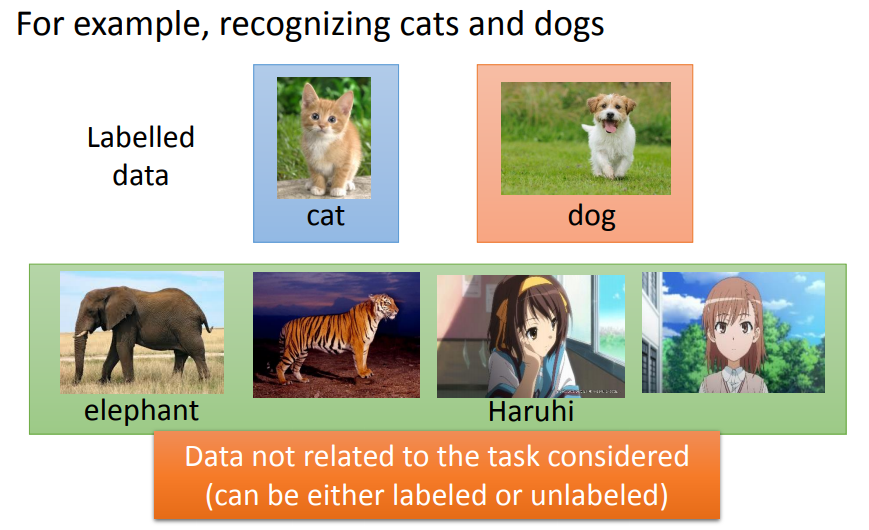 For example, recognizing cats and dogs
Labelled
data
cat
dog
elephant
Haruhi
Data not related to the task considered
(can be either labeled or unlabeled)